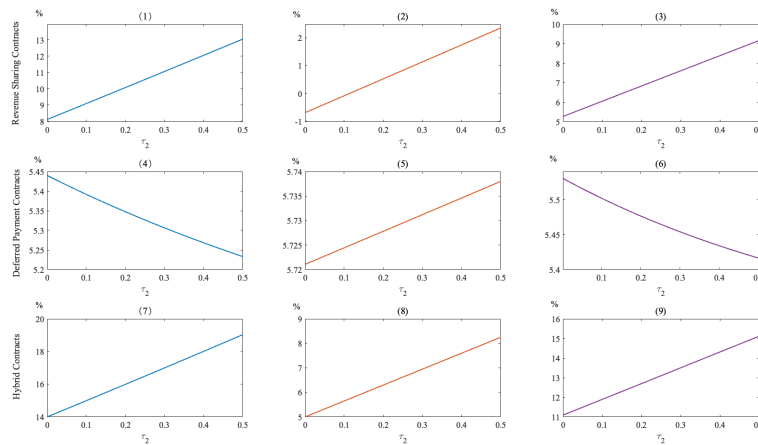 (1) (2) (3)
% % %
Revenue Sharing Contracts
13
12
11
10
9
8
0 0.1 0.2 0.3 0.4 0.5
τ2
2
1
0
-1
0 0.1 0.2 0.3 0.4 0.5
τ2
10
9
8
7
6
5
0.1 0.2 0.3 0.4 0.5
τ2
(4) (5) (6)
% % %
Deferred Payment Contracts
5.45
5.4
5.35
5.3
5.25
5.2
0 0.1 0.2 0.3 0.4 0.5
τ2
5.74
5.735
5.73
5.725
5.72
0 0.1 0.2 0.3 0.4 0.5
τ2
5.5
5.45
5.4
0.1 0.2 0.3 0.4 0.5
τ2
(7) (8) (9)
% % %
Hybrid Contracts
20
18
16
14
0 0.1 0.2 0.3 0.4 0.5
τ2
9
8
7
6
5
0 0.1 0.2 0.3 0.4 0.5
τ2
16
15
14
13
12
11
0.1 0.2 0.3 0.4 0.5
τ2